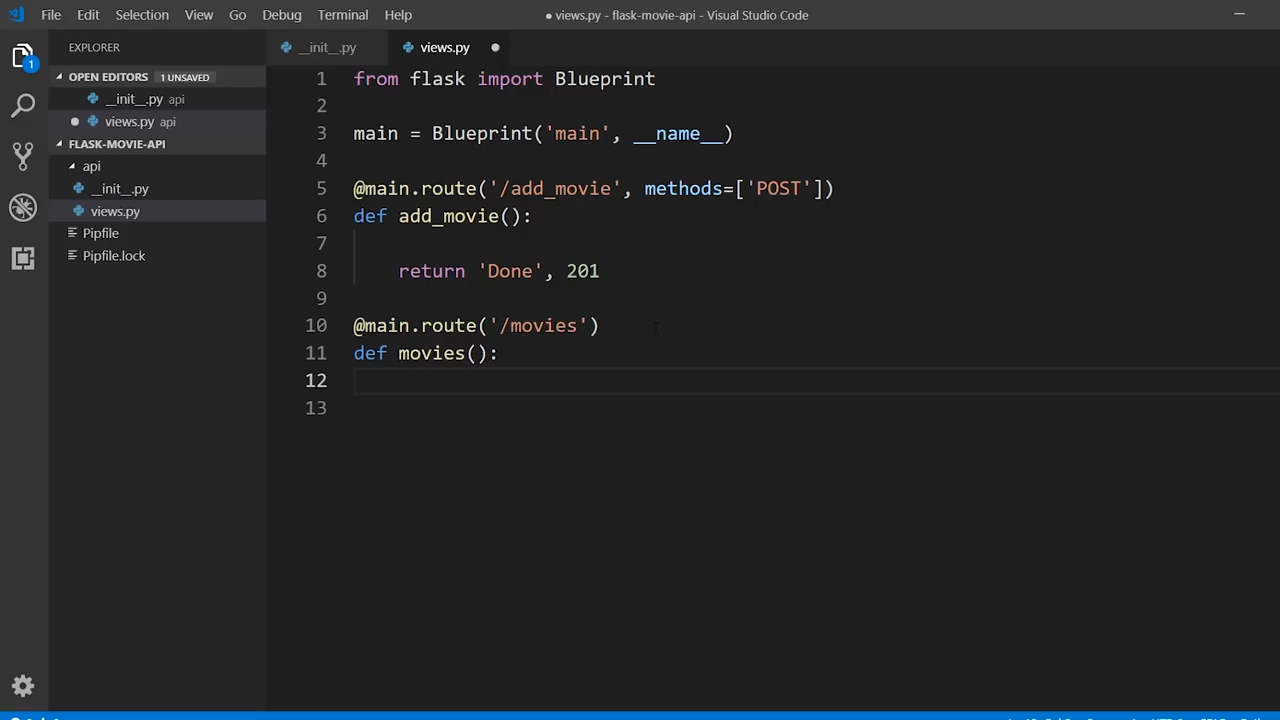 File Edit Selection View Go Debug Terminal Help ● views.py - flask-movie-api - Visual Studio Code
EXPLORER
OPEN EDITORS 1 UNSAVED
__init__.py api
views.py api
FLASK-MOVIE-API
api
__init__.py
views.py
Pipfile
Pipfile.lock
1
__init__.py views.py
1 from flask import Blueprint
2
3 main = Blueprint('main', __name__)
4
5 @main.route('/add_movie', methods=['POST'])
6 def add_movie():
7
8 return 'Done', 201
9
10 @main.route('/movies')
11 def movies():
12
13